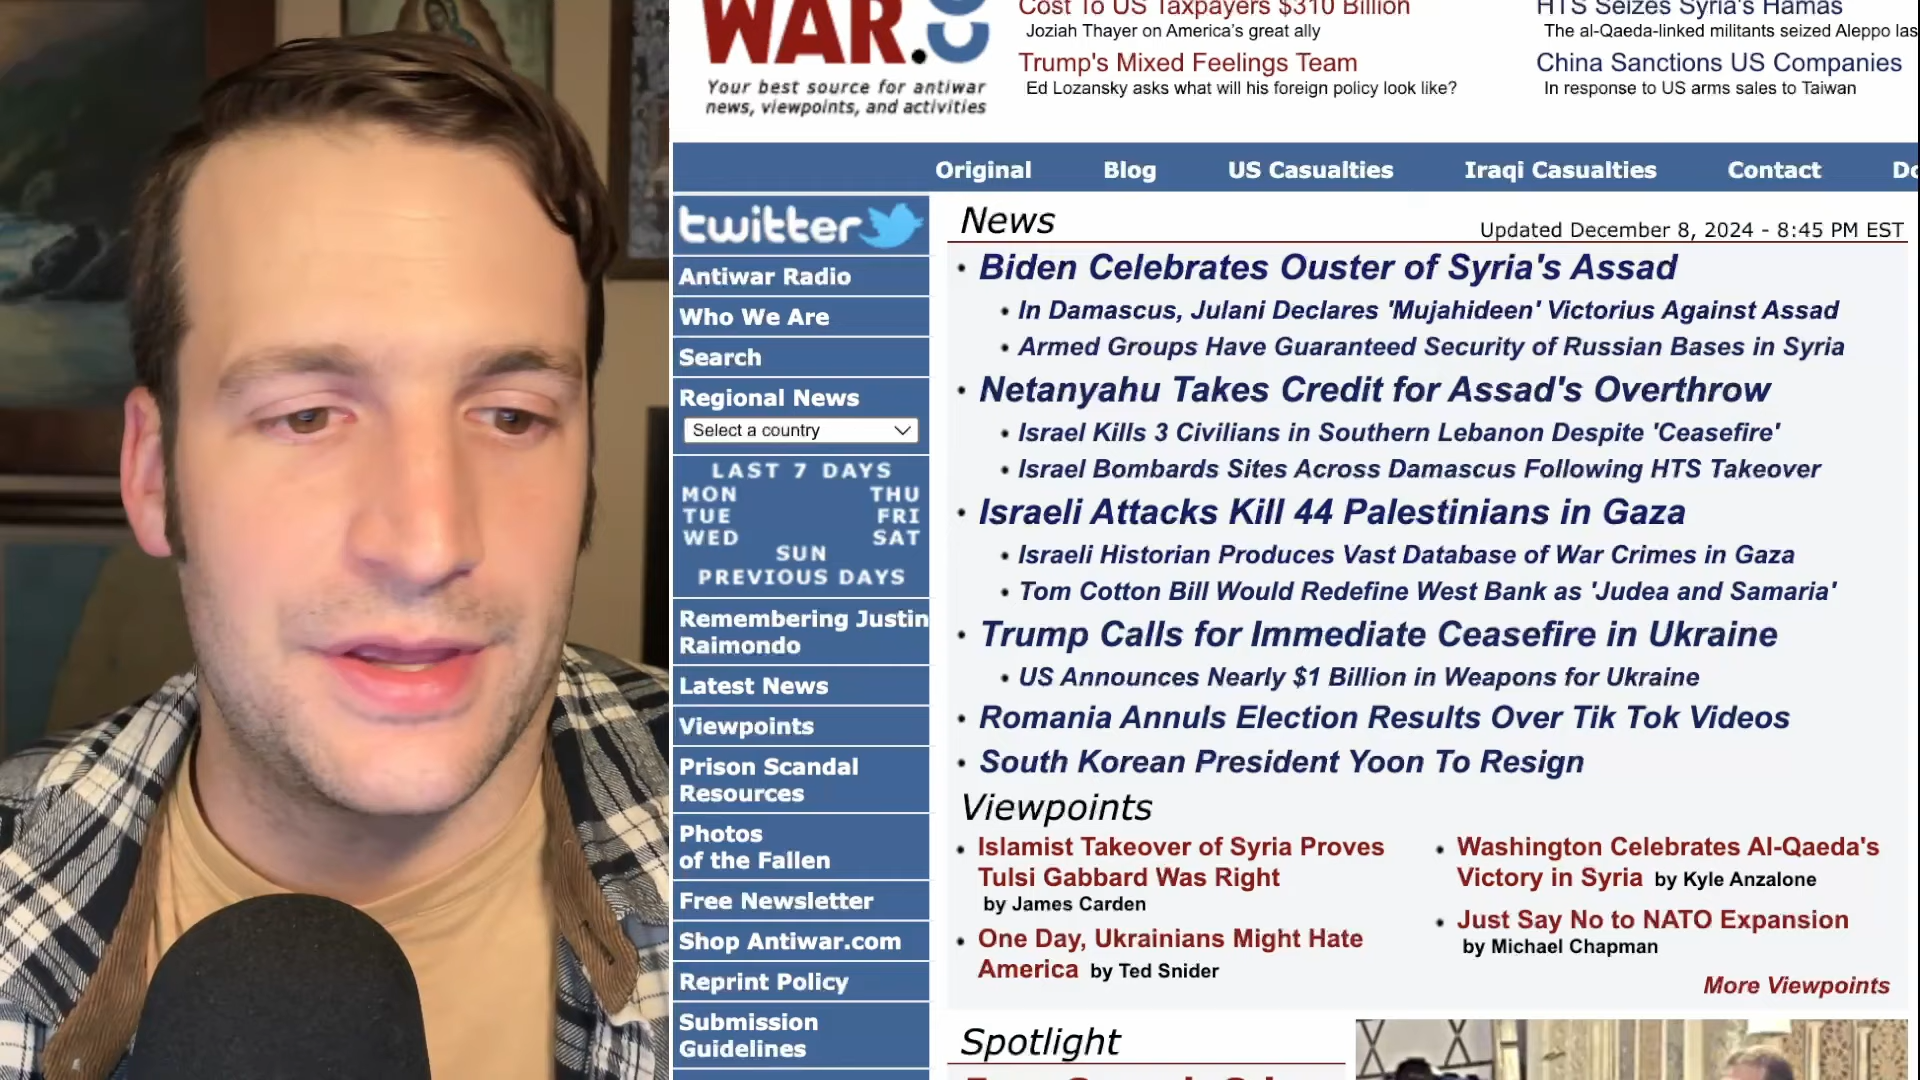 WAR.
Your best source for antiwar
news, viewpoints, and activities
Cost To US Taxpayers $310 Billion
Joziah Thayer on America's great ally
Trump's Mixed Feelings Team
Ed Lozansky asks what will his foreign policy look like?
HTS Seizes Syria's Hamas
The al-Qaeda-linked militants seized Aleppo las
China Sanctions US Companies
In response to US arms sales to Taiwan
Original Blog US Casualties Iraqi Casualties Contact
twitter
Antiwar Radio
Who We Are
Search
Regional News
Select a country
LAST 7 DAYS
MON THU
TUE FRI
WED SAT
SUN
PREVIOUS DAYS
Remembering Justin
Raimondo
Latest News
Viewpoints
Prison Scandal
Resources
Photos
of the Fallen
Free Newsletter
Shop Antiwar.com
Reprint Policy
Submission
Guidelines
News
Updated December 8, 2024 - 8:45 PM EST
• Biden Celebrates Ouster of Syria's Assad
• In Damascus, Julani Declares 'Mujahideen' Victorius Against Assad
• Armed Groups Have Guaranteed Security of Russian Bases in Syria
• Netanyahu Takes Credit for Assad's Overthrow
• Israel Kills 3 Civilians in Southern Lebanon Despite 'Ceasefire'
• Israel Bombards Sites Across Damascus Following HTS Takeover
• Israeli Attacks Kill 44 Palestinians in Gaza
• Israeli Historian Produces Vast Database of War Crimes in Gaza
• Tom Cotton Bill Would Redefine West Bank as 'Judea and Samaria'
• Trump Calls for Immediate Ceasefire in Ukraine
• US Announces Nearly $1 Billion in Weapons for Ukraine
• Romania Annuls Election Results Over Tik Tok Videos
• South Korean President Yoon To Resign
Viewpoints
• Islamist Takeover of Syria Proves
Tulsi Gabbard Was Right
by James Carden
• One Day, Ukrainians Might Hate
America by Ted Snider
• Washington Celebrates Al-Qaeda's
Victory in Syria by Kyle Anzalone
• Just Say No to NATO Expansion
by Michael Chapman
More Viewpoints
Spotlight